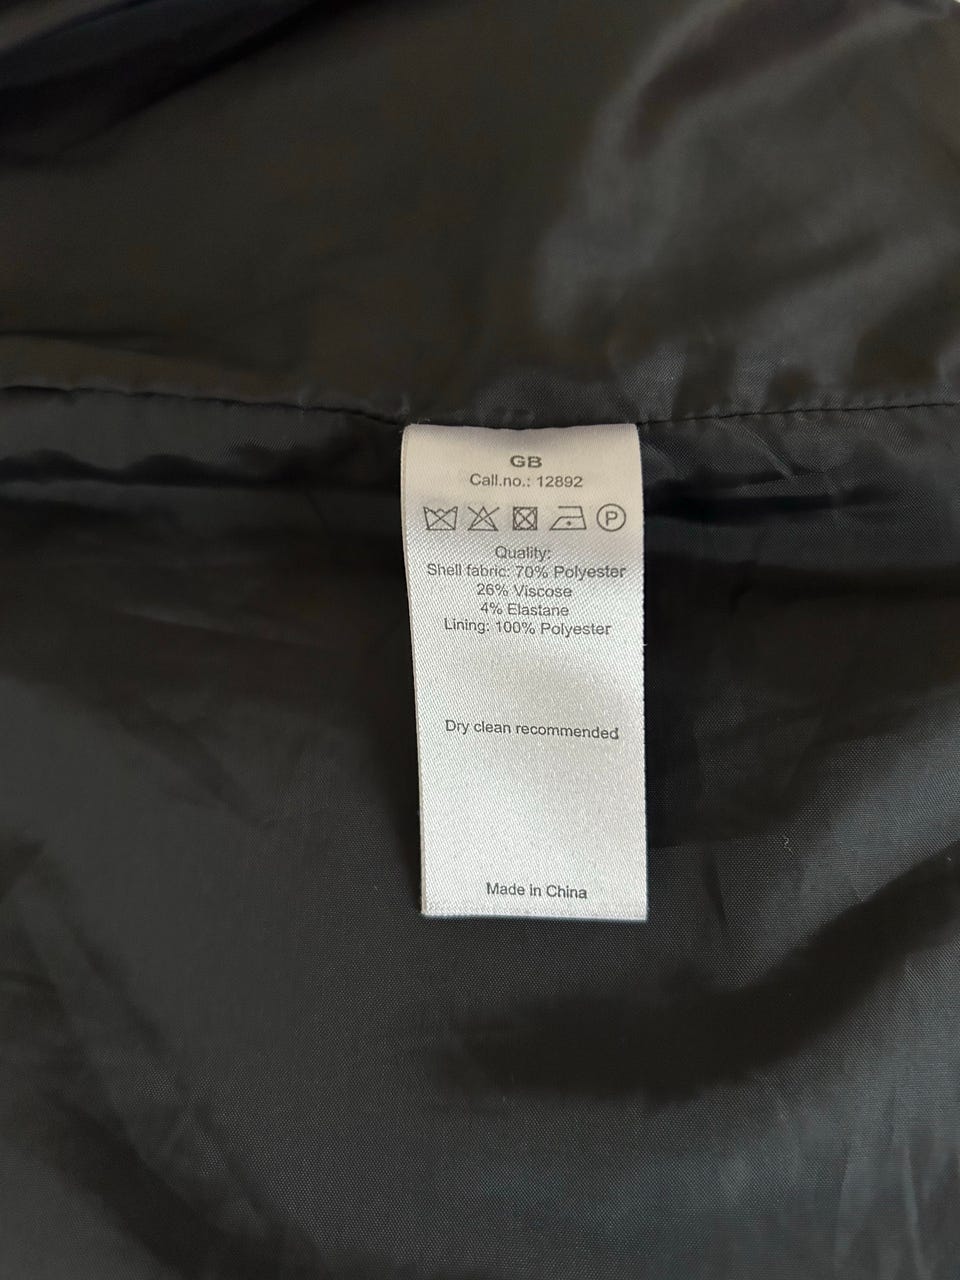 GB
Call.no.: 12892
P
Quality:
Shell fabric: 70% Polyester
26% Viscose
4% Elastane
Lining: 100% Polyester
Dry clean recommended
Made in China